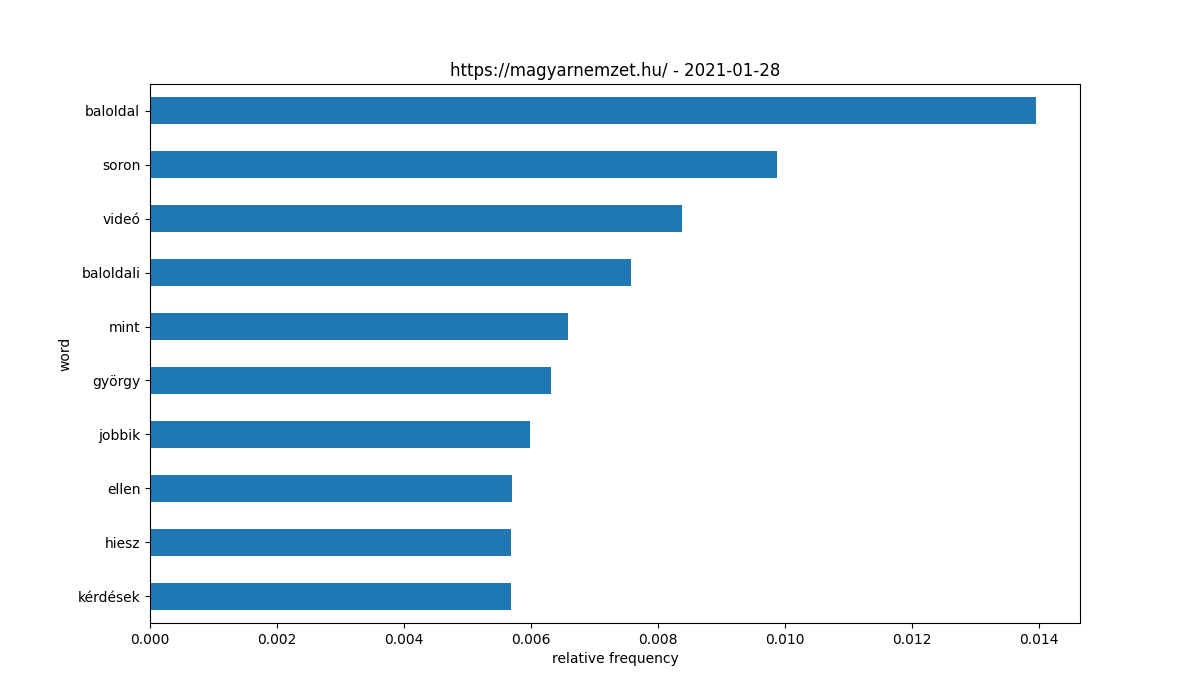 https://magyarnemzet.hu/ - 2021-01-28
baloldal
soron
videó
baloldali
mint
györgy
jobbik
ellen
hiesz
kérdések
word
0.000 0.002 0.004 0.006 0.008 0.010 0.012 0.014
relative frequency